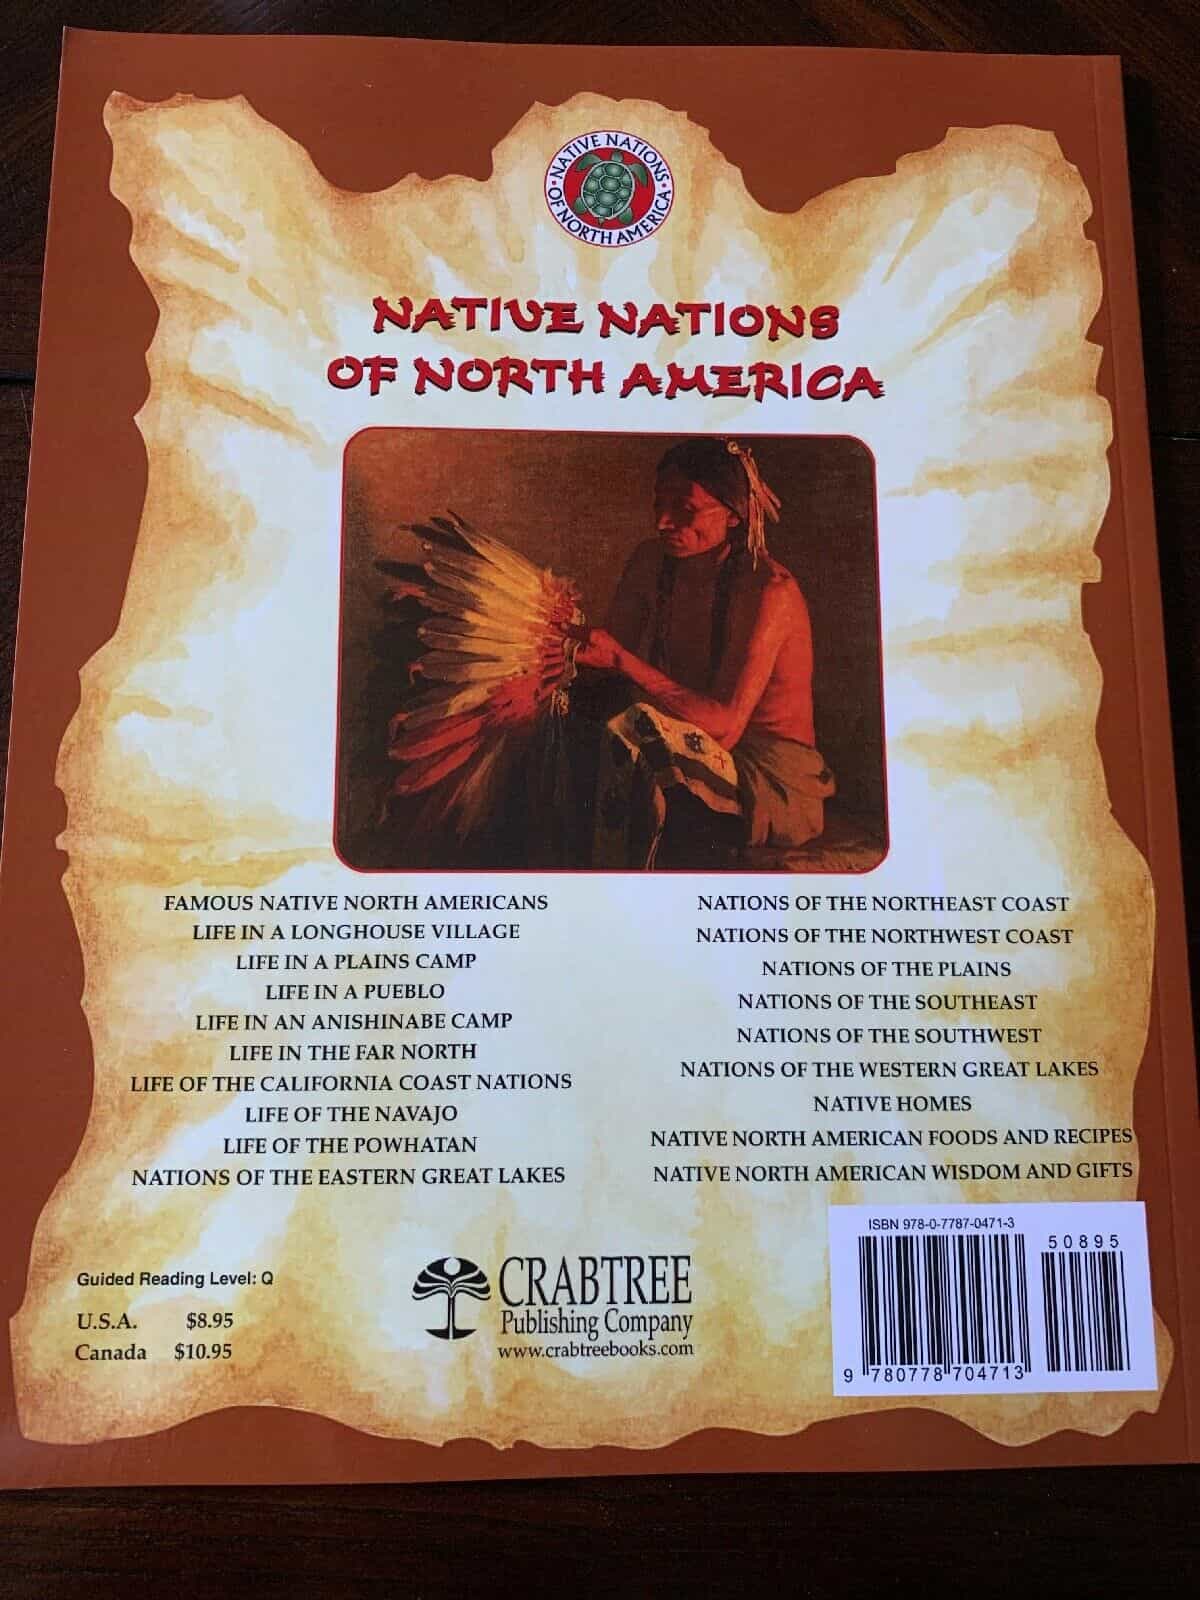 NATIVE NATIONS
OF NORTH AMERICA
NATIVE NATIONS
OF NORTH AMERICA
FAMOUS NATIVE NORTH AMERICANS
LIFE IN A LONGHOUSE VILLAGE
LIFE IN A PLAINS CAMP
LIFE IN A PUEBLO
LIFE IN AN ANISHINABE CAMP
LIFE IN THE FAR NORTH
LIFE OF THE CALIFORNIA COAST NATIONS
LIFE OF THE NAVAJO
LIFE OF THE POWHATAN
NATIONS OF THE EASTERN GREAT LAKES
NATIONS OF THE NORTHEAST COAST
NATIONS OF THE NORTHWEST COAST
NATIONS OF THE PLAINS
NATIONS OF THE SOUTHEAST
NATIONS OF THE SOUTHWEST
NATIONS OF THE WESTERN GREAT LAKES
NATIVE HOMES
NATIVE NORTH AMERICAN FOODS AND RECIPES
NATIVE NORTH AMERICAN WISDOM AND GIFTS
Guided Reading Level: Q
U.S.A. $8.95
Canada $10.95
CRABTREE
Publishing Company
www.crabtreebooks.com
ISBN 978-0-7787-0471-3
50895
9 780778 704713